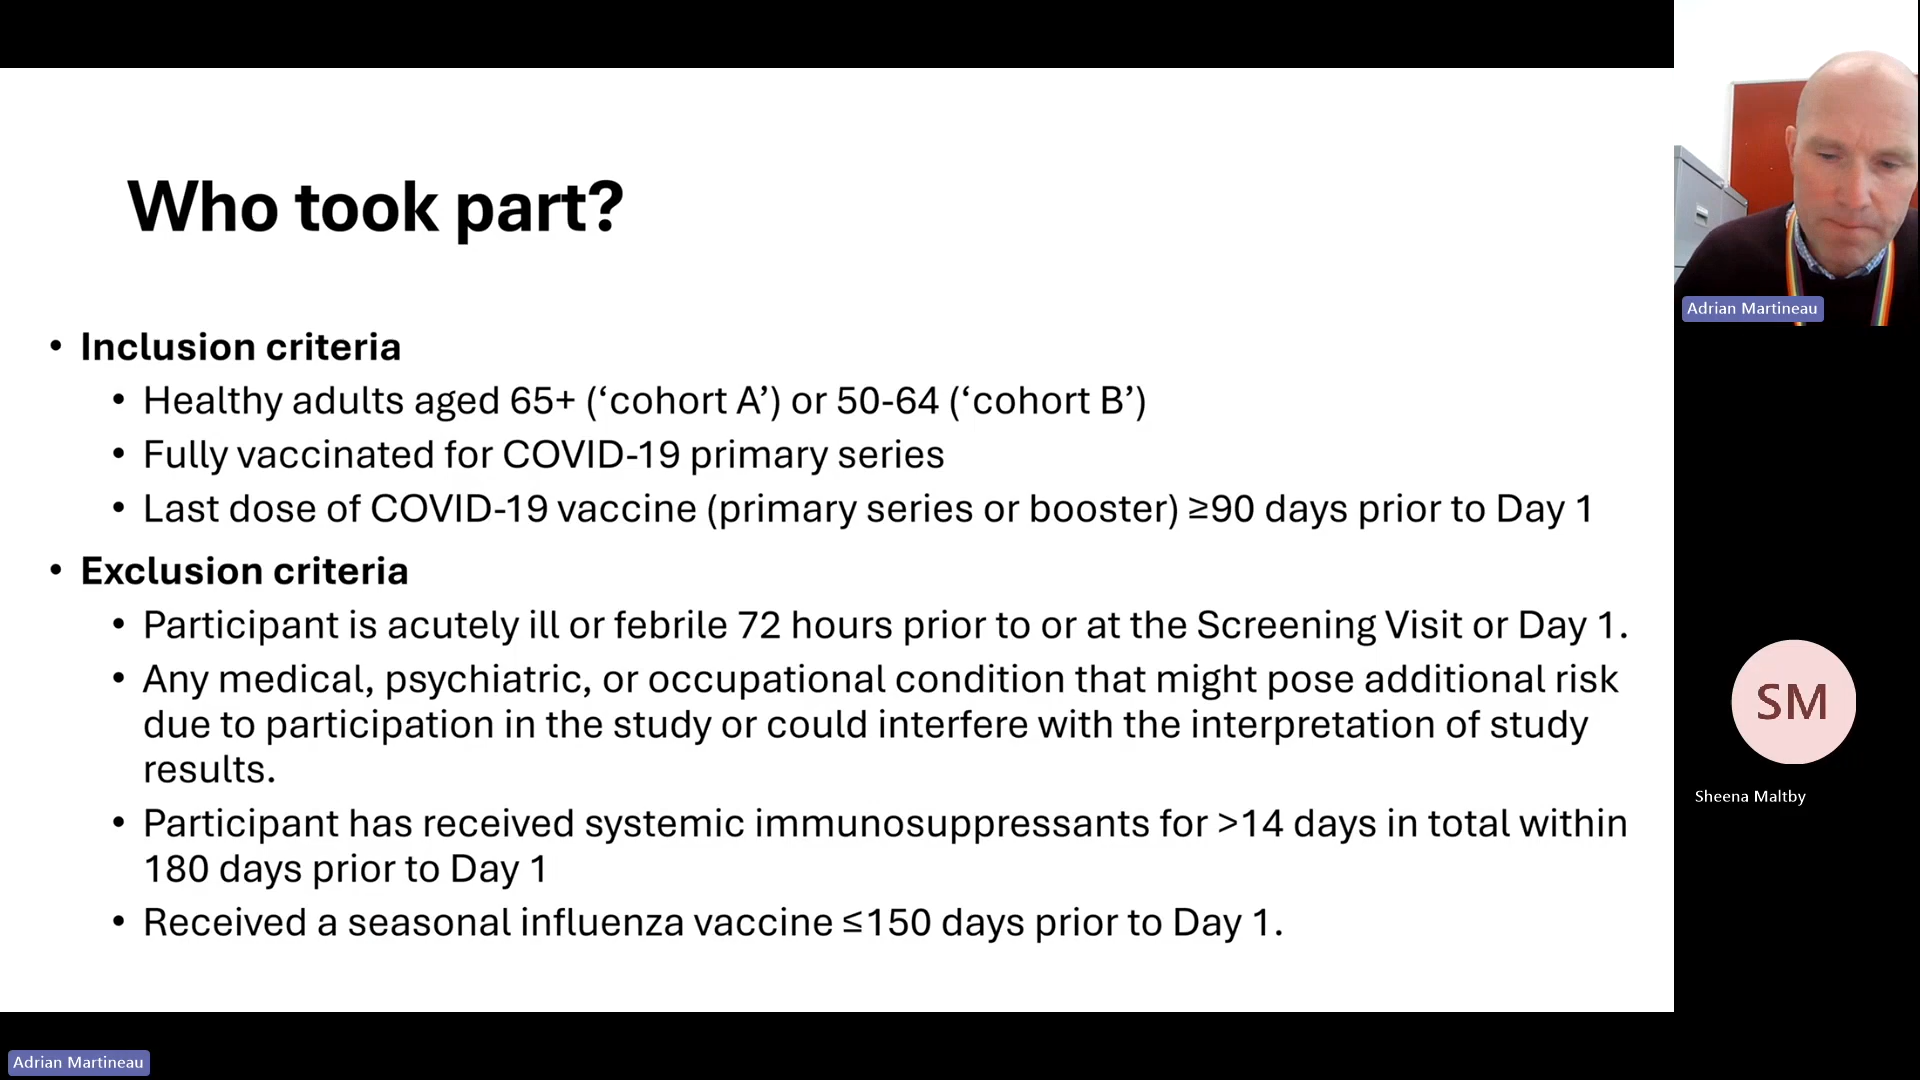 Who took part?
• Inclusion criteria
• Healthy adults aged 65+ (‘cohort A’) or 50-64 (‘cohort B’)
• Fully vaccinated for COVID-19 primary series
• Last dose of COVID-19 vaccine (primary series or booster) ≥90 days prior to Day 1
• Exclusion criteria
• Participant is acutely ill or febrile 72 hours prior to or at the Screening Visit or Day 1.
• Any medical, psychiatric, or occupational condition that might pose additional risk
due to participation in the study or could interfere with the interpretation of study
results.
• Participant has received systemic immunosuppressants for >14 days in total within
180 days prior to Day 1
• Received a seasonal influenza vaccine ≤150 days prior to Day 1.
Adrian Martineau
SM
Sheena Maltby
Adrian Martineau